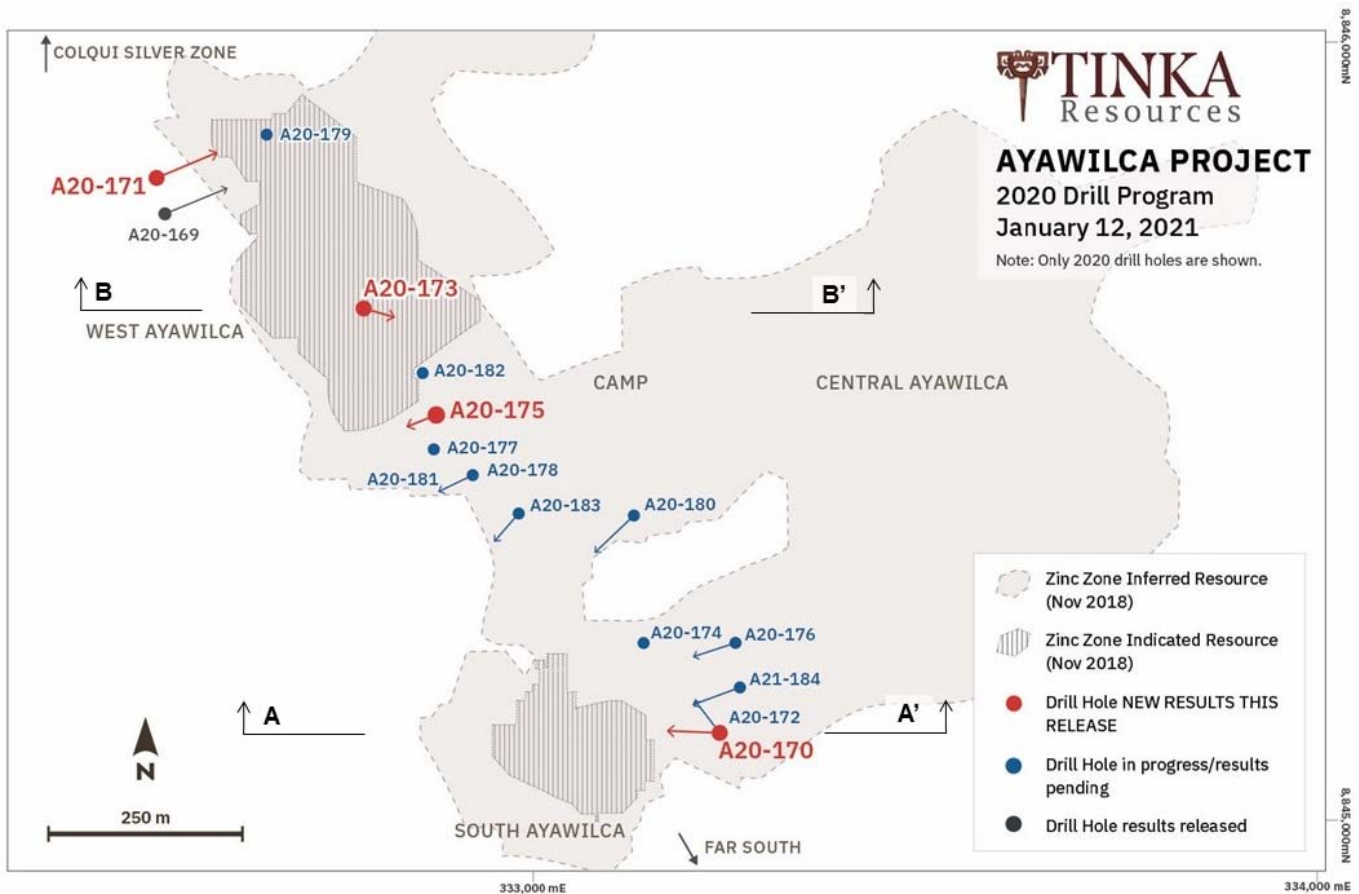 COLQUI SILVER ZONE
8,846,000mN
TINKA
Resources
AYAWILCA PROJECT
2020 Drill Program
January 12, 2021
Note: Only 2020 drill holes are shown.
A20-179
A20-171
A20-169
B
A20-173
B’
WEST AYAWILCA
A20-182
CAMP
CENTRAL AYAWILCA
A20-175
A20-177
A20-178
A20-181
A20-183
A20-180
Zinc Zone Inferred Resource
(Nov 2018)
Zinc Zone Indicated Resource
(Nov 2018)
Drill Hole NEW RESULTS THIS
RELEASE
Drill Hole in progress/results
pending
Drill Hole results released
A20-174
A20-176
A21-184
A
A’
A20-172
A20-170
N
250 m
SOUTH AYAWILCA
FAR SOUTH
8,845,000mN
333,000 mE
334,000 mE